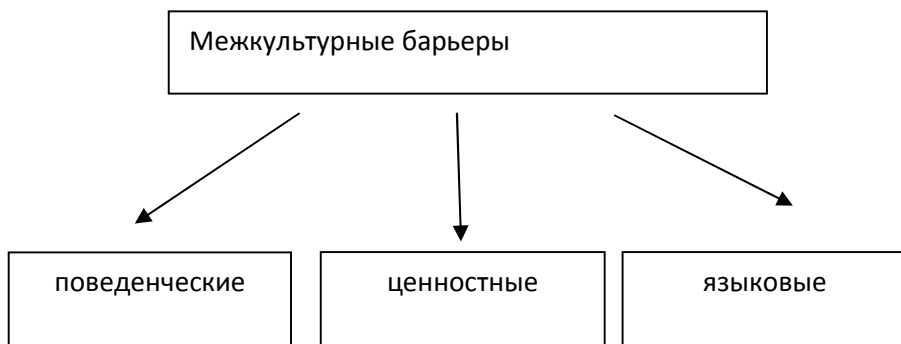 Межкультурные барьеры
поведенческие
ценностные
языковые